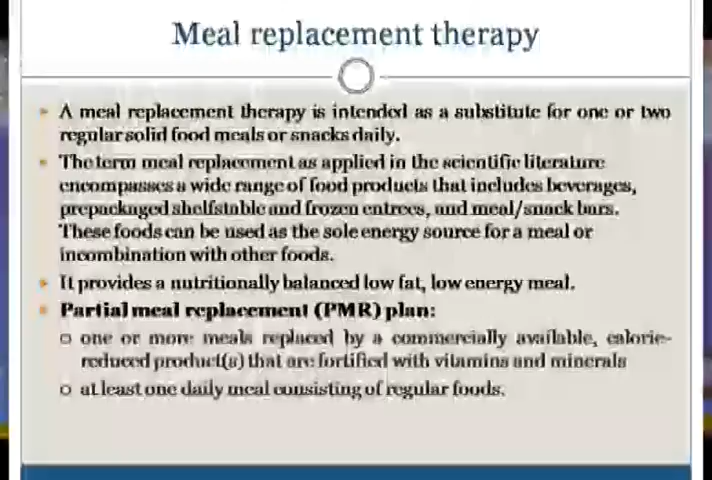 Meal replacement therapy
A meal replacement therapy is intended as a substitute for one or two
regular solid food meals or snacks daily.
The term meal replacement as applied in the scientific literature
encompasses a wide range of food products that includes beverages,
prepackaged shelfstable and frozen entrees, and meal/snack bars.
These foods can be used as the sole energy source for a meal or
incombination with other foods.
It provides a nutritionally balanced low fat, low energy meal.
Partial meal replacement (PMR) plan:
one or more meals replaced by a commercially available, calorie-
reduced product(s) that are fortified with vitamins and minerals
at least one daily meal consisting of regular foods.